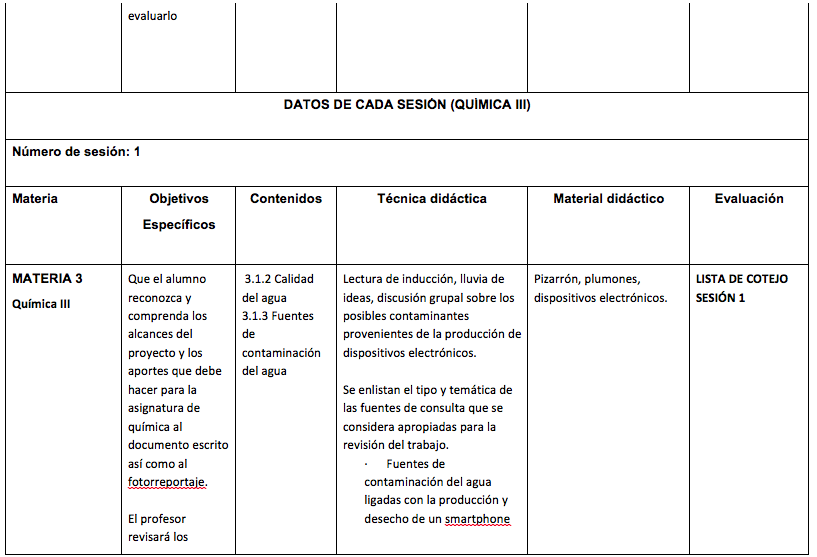 evaluarlo
DATOS DE CADA SESIÓN (QUÍMICA III)
Número de sesión: 1
Materia
Objetivos
Específicos
Contenidos
Técnica didáctica
Material didáctico
Evaluación
MATERIA 3
Química III
Que el alumno
reconozca y
comprenda los
alcances del
proyecto y los
aportes que debe
hacer para la
asignatura de
química al
documento escrito
así como al
fotorreportaje.
El profesor
revisará los
3.1.2 Calidad
del agua
3.1.3 Fuentes
de
contaminación
del agua
Lectura de inducción, lluvia de
ideas, discusión grupal sobre los
posibles contaminantes
provenientes de la producción de
dispositivos electrónicos.
Se enlistan el tipo y temática de
las fuentes de consulta que se
considera apropiadas para la
revisión del trabajo.
· Fuentes de
contaminación del agua
ligadas con la producción y
desecho de un smartphone
Pizarrón, plumones,
dispositivos electrónicos.
LISTA DE COTEJO
SESIÓN 1